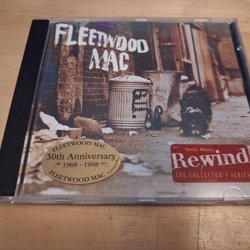 FLEETWOOD
MAC
FLEETWOOD MAC
30th Anniversary
1968 - 1998
FLEETWOOD MAC
Sony Music
Rewind
THE COLLECTOR'S SERIES